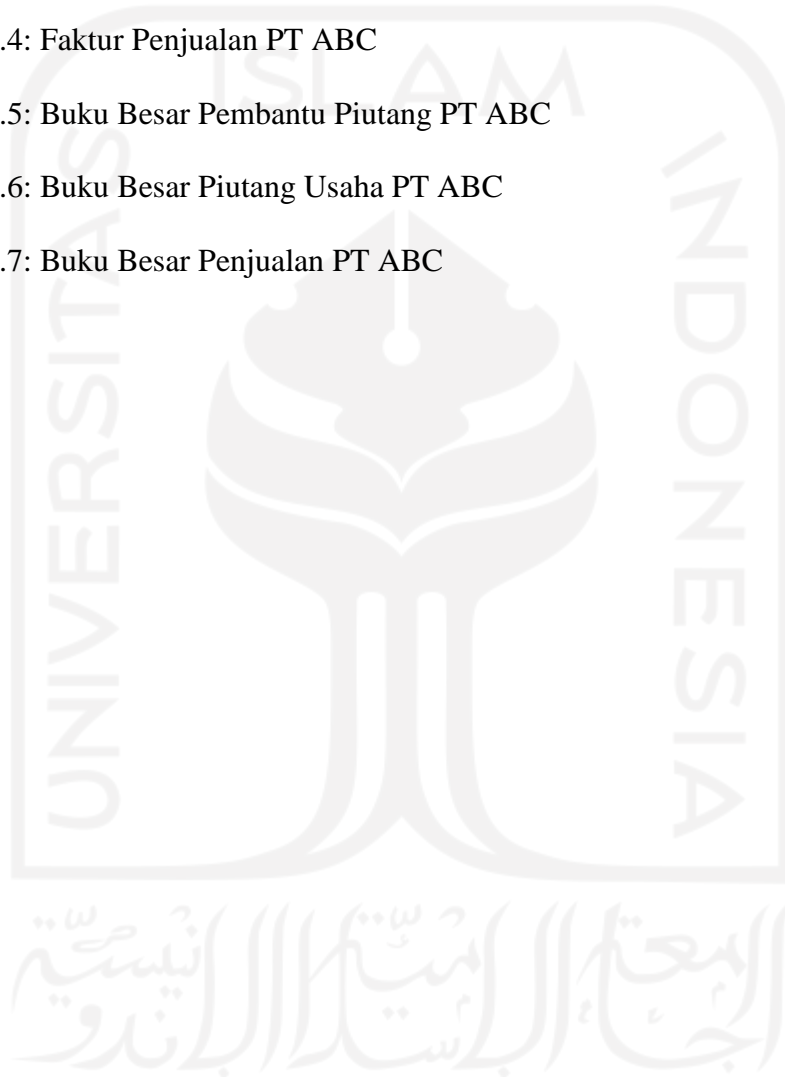 .4: Faktur Penjualan PT ABC
.5: Buku Besar Pembantu Piutang PT ABC
.6: Buku Besar Piutang Usaha PT ABC
.7: Buku Besar Penjualan PT ABC
ISLAM
UNIVERSITAS
INDONESIA